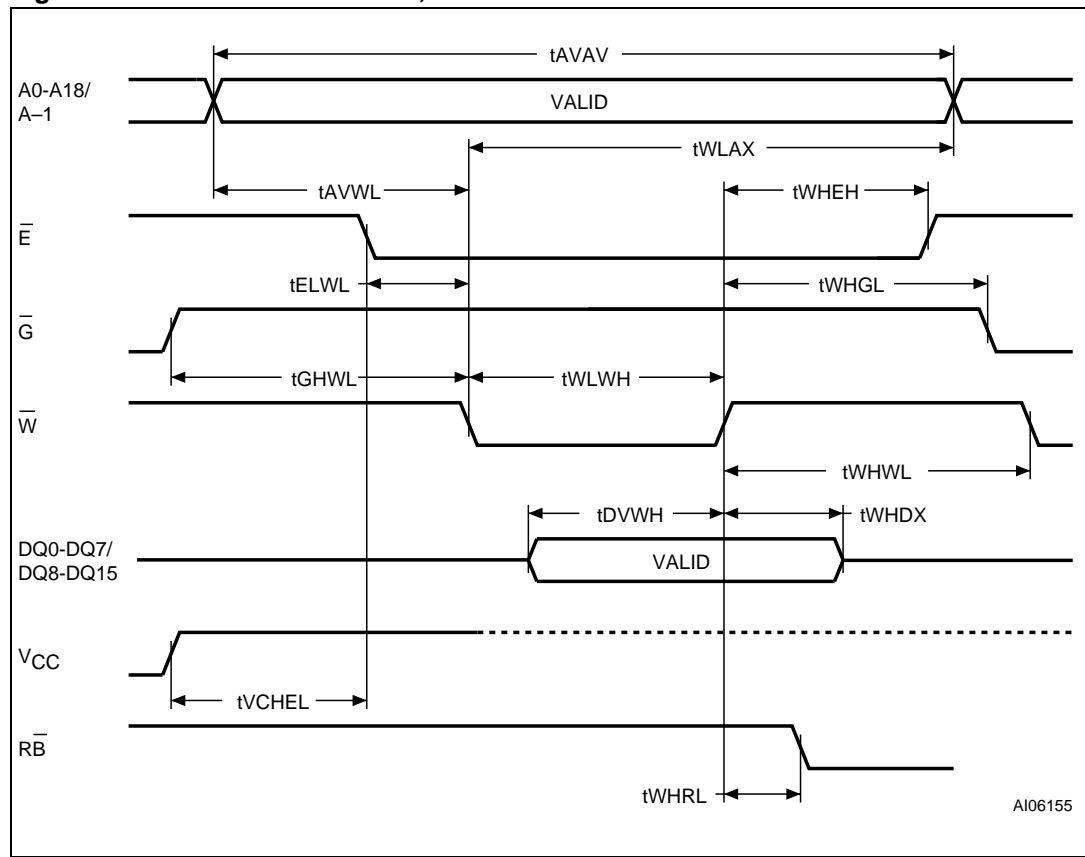 tAVAV
A0-A18/
A–1
VALID
tWLAX
tAVWL
tWHEH
E̅
tELWL
tWHGL
G̅
tGHWL
tWLWH
W̅
tWHWL
tDVWH
tWHDX
DQ0-DQ7/
DQ8-DQ15
VALID
VCC
tVCHEL
RB̅
tWHRL
AI06155